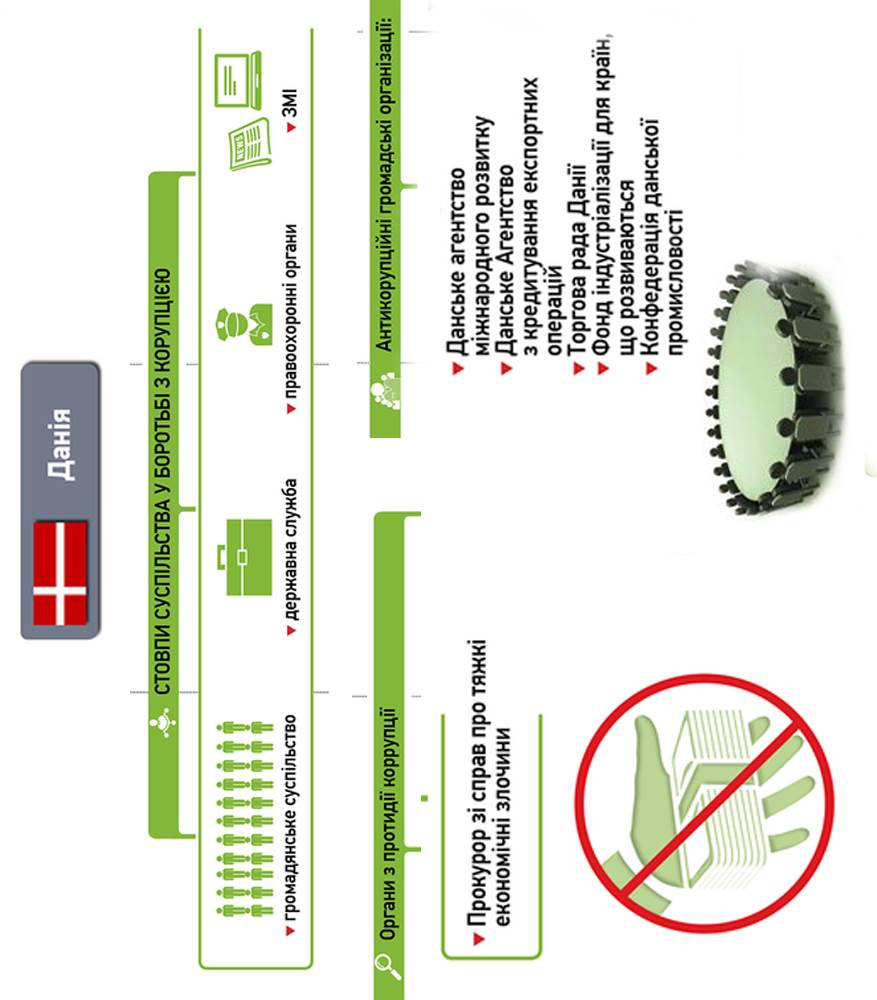 Данія
СТОВПИ СУСПІЛЬСТВА У БОРОТЬБІ З КОРУПЦІЄЮ
громадянське суспільство
державна служба
правоохоронні органи
NEWS
ЗМІ
Органи з протидії коррупції
Прокурор зі справ про тяжкі
економічні злочини
Антикорупційні громадські організації:
Данське агентство
міжнародного розвитку
Данське Агентство
з кредитування експортних
операцій
Торгова рада Данії
Фонд індустріалізації для країн,
що розвиваються
Конфедерація данської
промисловості